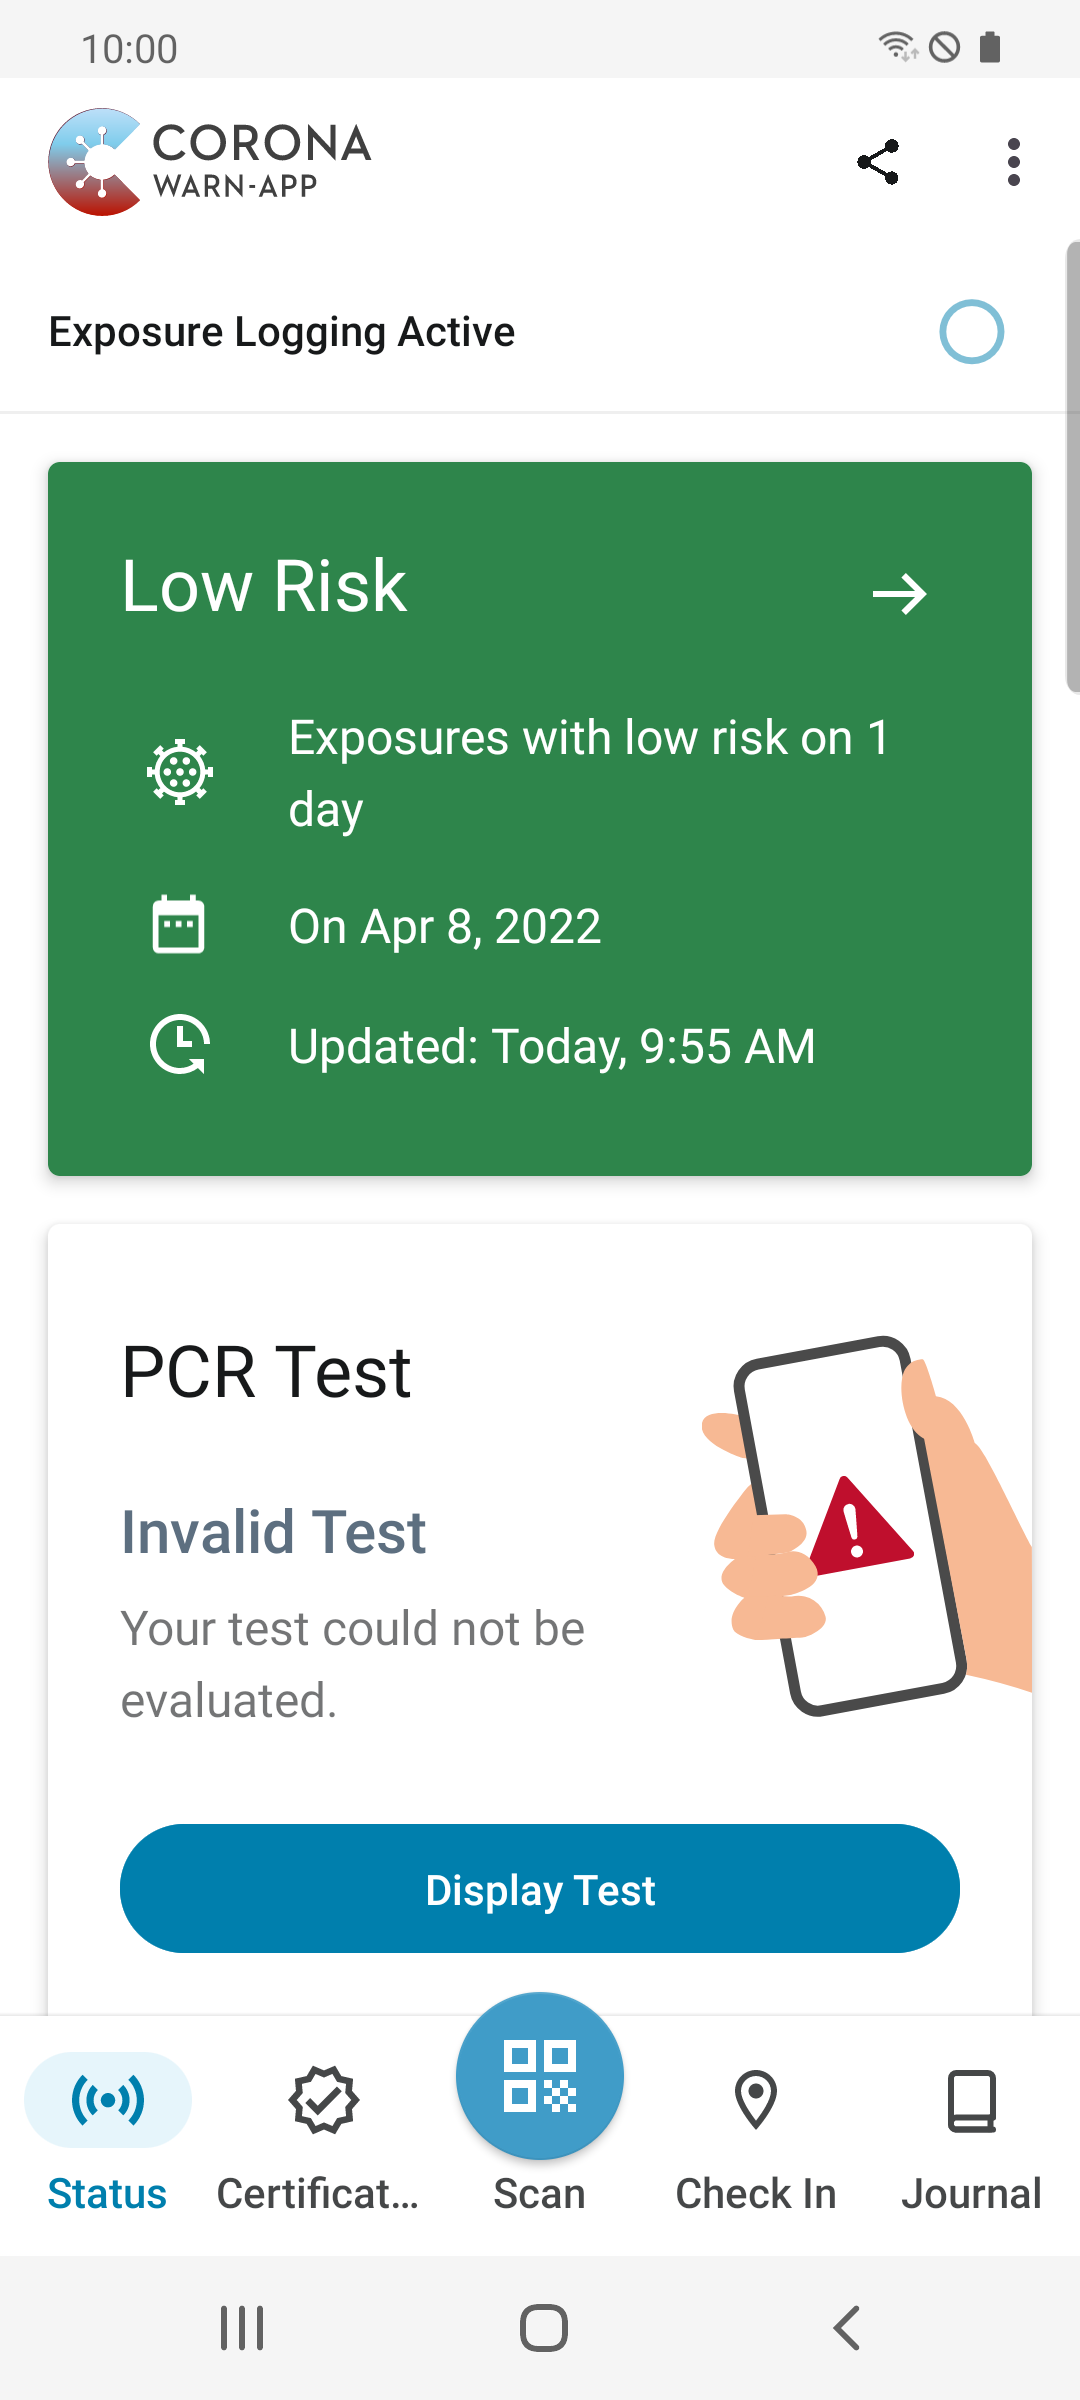 10:00
CORONA
WARN-APP
Exposure Logging Active
Low Risk
Exposures with low risk on 1
day
On Apr 8, 2022
Updated: Today, 9:55 AM
PCR Test
Invalid Test
Your test could not be
evaluated.
Display Test
Status
Certificat...
Scan
Check In
Journal